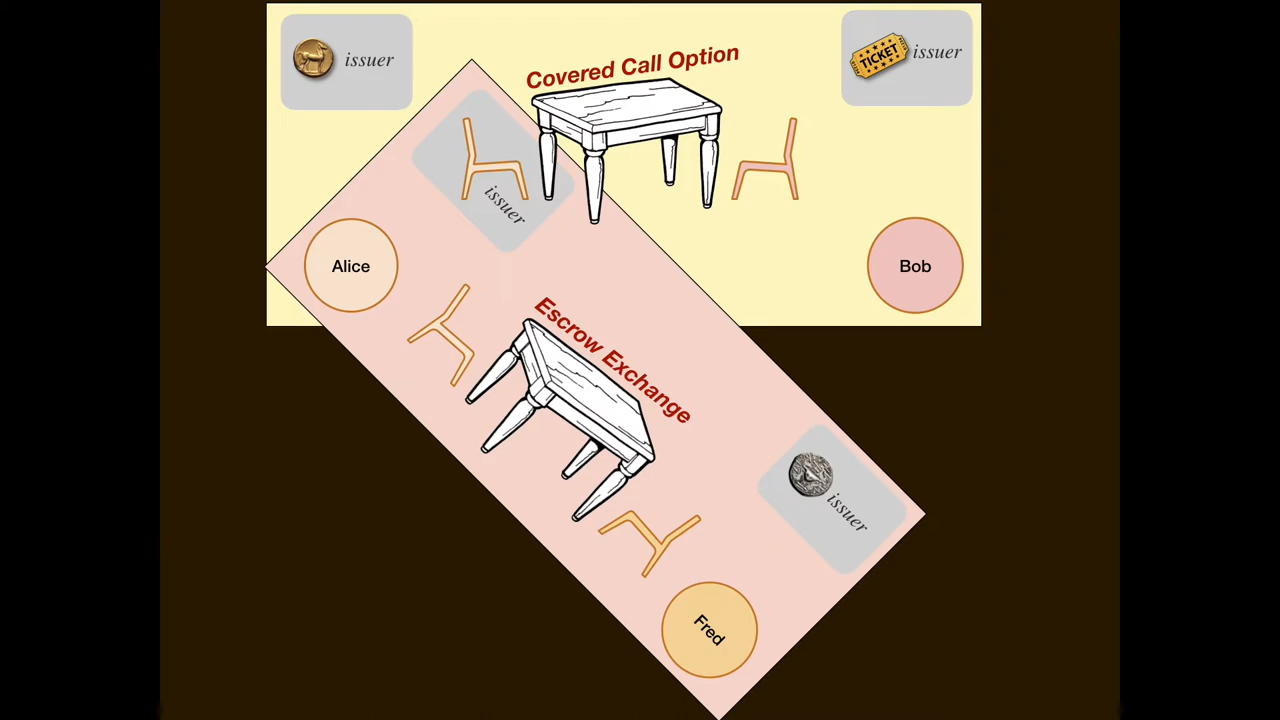 issuer
Covered Call Option
TICKET
issuer
issuer
Alice
Bob
Escrow Exchange
issuer
Fred